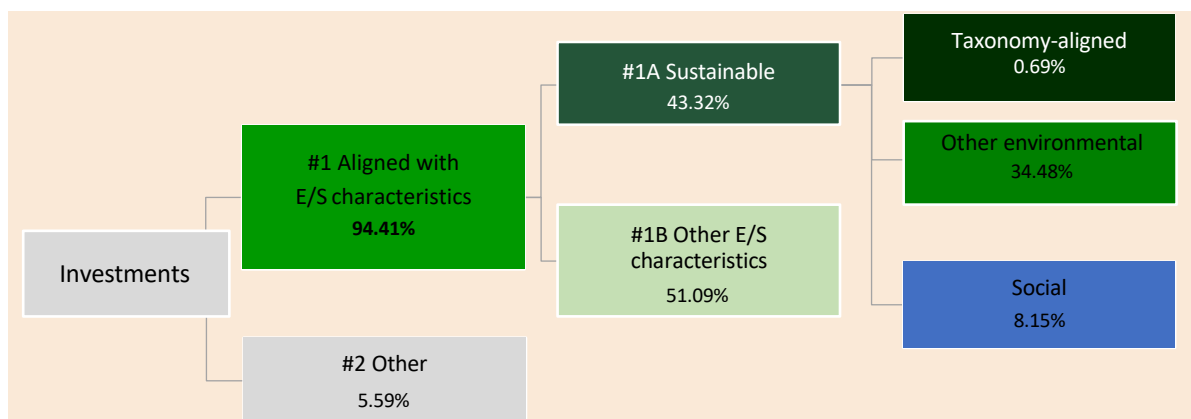 Investments
#1 Aligned with
E/S characteristics
94.41%
#2 Other
5.59%
#1A Sustainable
43.32%
#1B Other E/S
characteristics
51.09%
Taxonomy-aligned
0.69%
Other environmental
34.48%
Social
8.15%